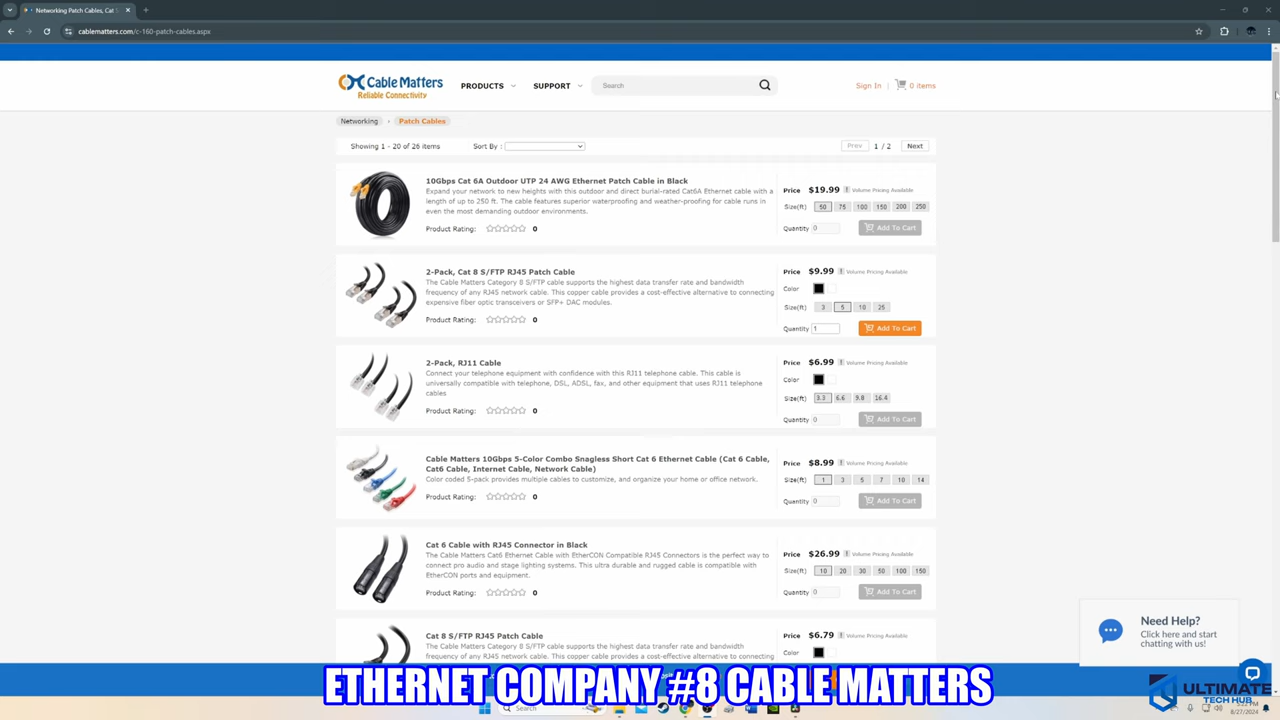 Networking Patch Cables, Cat
cablematters.com/c-160-patch-cables.aspx
Cable Matters
Reliable Connectivity
PRODUCTS
SUPPORT
Search
Sign In
0 items
Networking › Patch Cables
Showing 1 - 20 of 26 items
Sort By :
Prev
1 / 2
Next
10Gbps Cat 6A Outdoor UTP 24 AWG Ethernet Patch Cable in Black
Expand your network to new heights with this outdoor and direct burial-rated Cat6A Ethernet cable with a
length of up to 250 ft. The cable features superior waterproofing and weather-proofing for cable runs in
even the most demanding outdoor environments.
Product Rating: 0
Price $19.99 ! Volume Pricing Available
Size(ft) 50 75 100 150 200 250
Quantity 0 Add To Cart
2-Pack, Cat 8 S/FTP RJ45 Patch Cable
The Cable Matters Category 8 S/FTP cable supports the highest data transfer rate and bandwidth
frequency of any RJ45 network cable. This copper cable provides a cost-effective alternative to connecting
expensive fiber optic transceivers or SFP+ DAC modules.
Product Rating: 0
Price $9.99 ! Volume Pricing Available
Color
Size(ft) 3 5 10 25
Quantity 1 Add To Cart
2-Pack, RJ11 Cable
Connect your telephone equipment with confidence with this RJ11 telephone cable. This cable is
universally compatible with telephone, DSL, ADSL, fax, and other equipment that uses RJ11 telephone
cables
Product Rating: 0
Price $6.99 ! Volume Pricing Available
Color
Size(ft) 3.3 6.6 9.8 16.4
Quantity 0 Add To Cart
Cable Matters 10Gbps 5-Color Combo Snagless Short Cat 6 Ethernet Cable (Cat 6 Cable,
Cat6 Cable, Internet Cable, Network Cable)
Color coded 5-pack provides multiple cables to customize, and organize your home or office network.
Product Rating: 0
Price $8.99 ! Volume Pricing Available
Size(ft) 1 3 5 7 10 14
Quantity 0 Add To Cart
Cat 6 Cable with RJ45 Connector in Black
The Cable Matters Cat6 Ethernet Cable with EtherCON Compatible RJ45 Connectors is the perfect way to
connect pro audio and stage lighting systems. This ultra durable and rugged cable is compatible with
EtherCON ports and equipment.
Product Rating: 0
Price $26.99 ! Volume Pricing Available
Size(ft) 10 20 30 50 100 150
Quantity 0 Add To Cart
Cat 8 S/FTP RJ45 Patch Cable
The Cable Matters Category 8 S/FTP cable supports the highest data transfer rate and bandwidth
frequency of any RJ45 network cable. This copper cable provides a cost-effective alternative to connecting
Price $6.79 ! Volume Pricing Available
Color
Need Help?
Click here and start
chatting with us!
ETHERNET COMPANY #8 CABLE MATTERS
ULTIMATE
TECH HUB
Search
8/27/2024